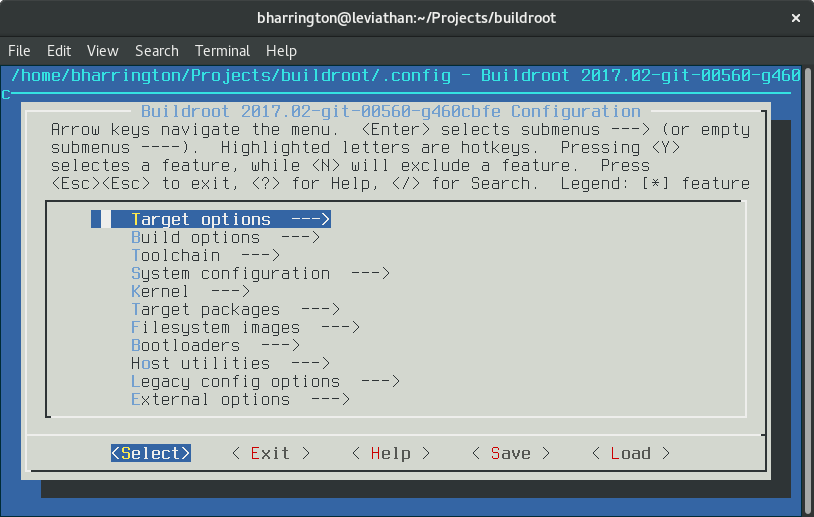 bharrington@leviathan:~/Projects/buildroot
File Edit View Search Terminal Help
/home/bharrington/Projects/buildroot/.config - Buildroot 2017.02-git-00560-g460
c
Buildroot 2017.02-git-00560-g460cbfe Configuration
Arrow keys navigate the menu.  <Enter> selects submenus ---> (or empty
submenus ----).  Highlighted letters are hotkeys.  Pressing <Y>
selectes a feature, while <N> will exclude a feature.  Press
<Esc><Esc> to exit, <?> for Help, </> for Search.  Legend: [*] feature
Target options  --->
Build options  --->
Toolchain  --->
System configuration  --->
Kernel  --->
Target packages  --->
Filesystem images  --->
Bootloaders  --->
Host utilities  --->
Legacy config options  --->
External options  --->
<Select> < Exit > < Help > < Save > < Load >